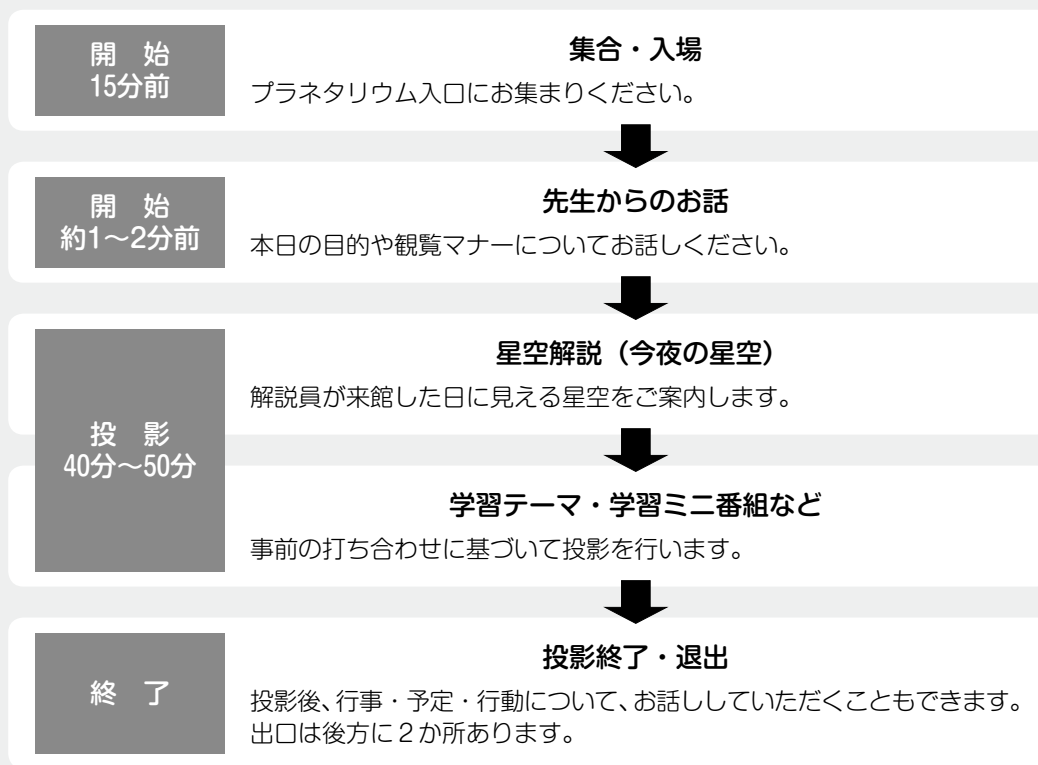 開　始
15分前
集合・入場
プラネタリウム入口にお集まりください。
開　始
約1～2分前
先生からのお話
本日の目的や観覧マナーについてお話しください。
投　影
40分～50分
星空解説（今夜の星空）
解説員が来館した日に見える星空をご案内します。
学習テーマ・学習ミニ番組など
事前の打ち合わせに基づいて投影を行います。
終　了
投影終了・退出
投影後、行事・予定・行動について、お話ししていただくこともできます。
出口は後方に２か所あります。